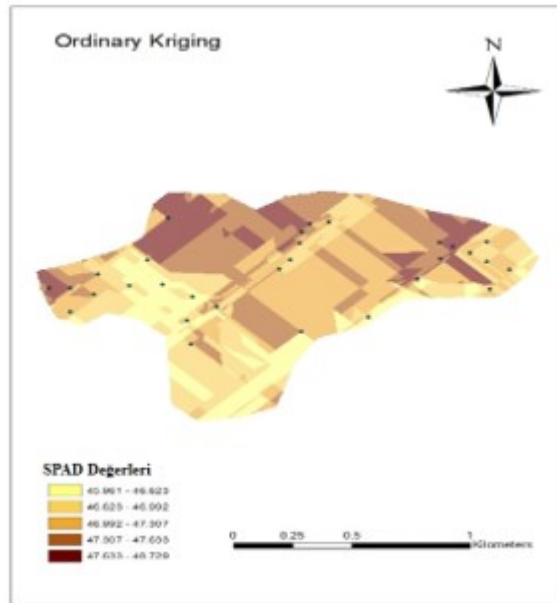 Ordinary Kriging
N
SPAD Değerleri
45.961 - 46.623
46.623 - 46.992
46.992 - 47.307
47.307 - 47.633
47.633 - 48.729
0 0.25 0.5 1
Kilometers